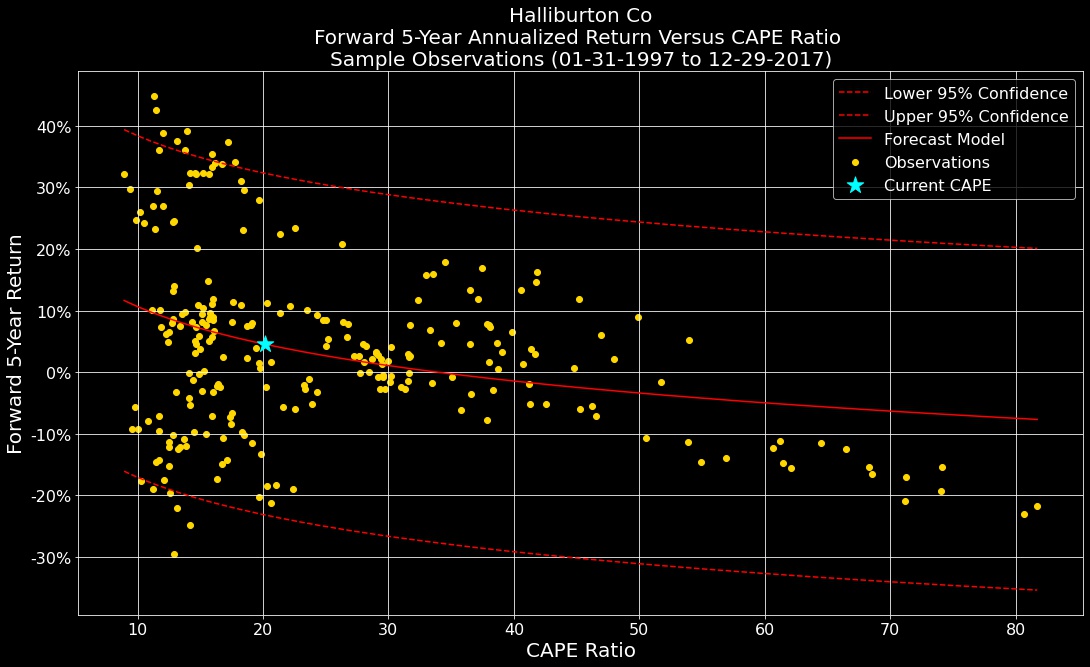 Halliburton Co
Forward 5-Year Annualized Return Versus CAPE Ratio
Sample Observations (01-31-1997 to 12-29-2017)
Lower 95% Confidence
Upper 95% Confidence
Forecast Model
Observations
Current CAPE
Forward 5-Year Return
40%
30%
20%
10%
0%
-10%
-20%
-30%
10 20 30 40 50 60 70 80
CAPE Ratio